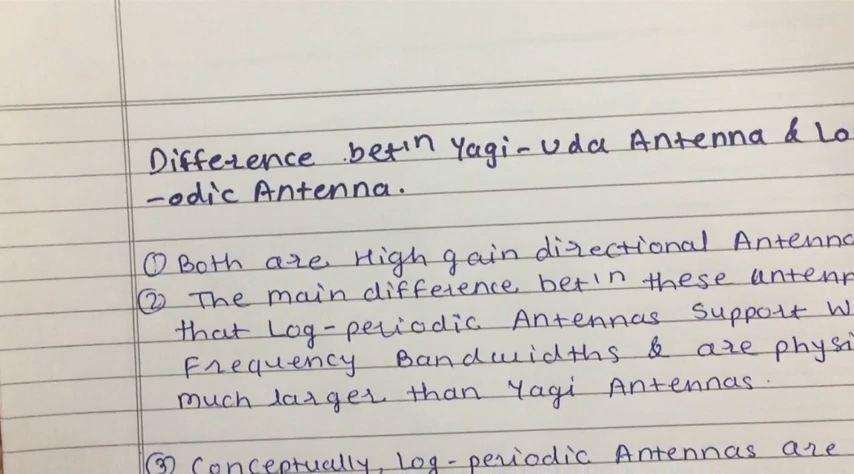 Difference betⁿn Yagi-Uda Antenna & Lo
-odic Antenna.
① Both are High gain directional Antenna
② The main difference betⁿn these antenn
that Log-periodic Antennas Support W
Frequency Bandwidths & are physi
much larger than Yagi Antennas.
③ Conceptually, Log-periodic Antennas are